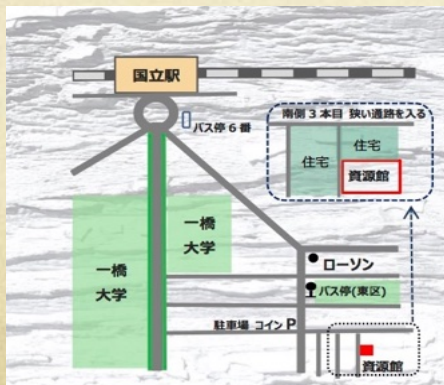 国立駅
バス停6番
南側3本目 狭い通路を入る
住宅
住宅
資源館
一橋
大学
一橋
大学
ローソン
バス停(東区)
駐車場 コインP
資源館